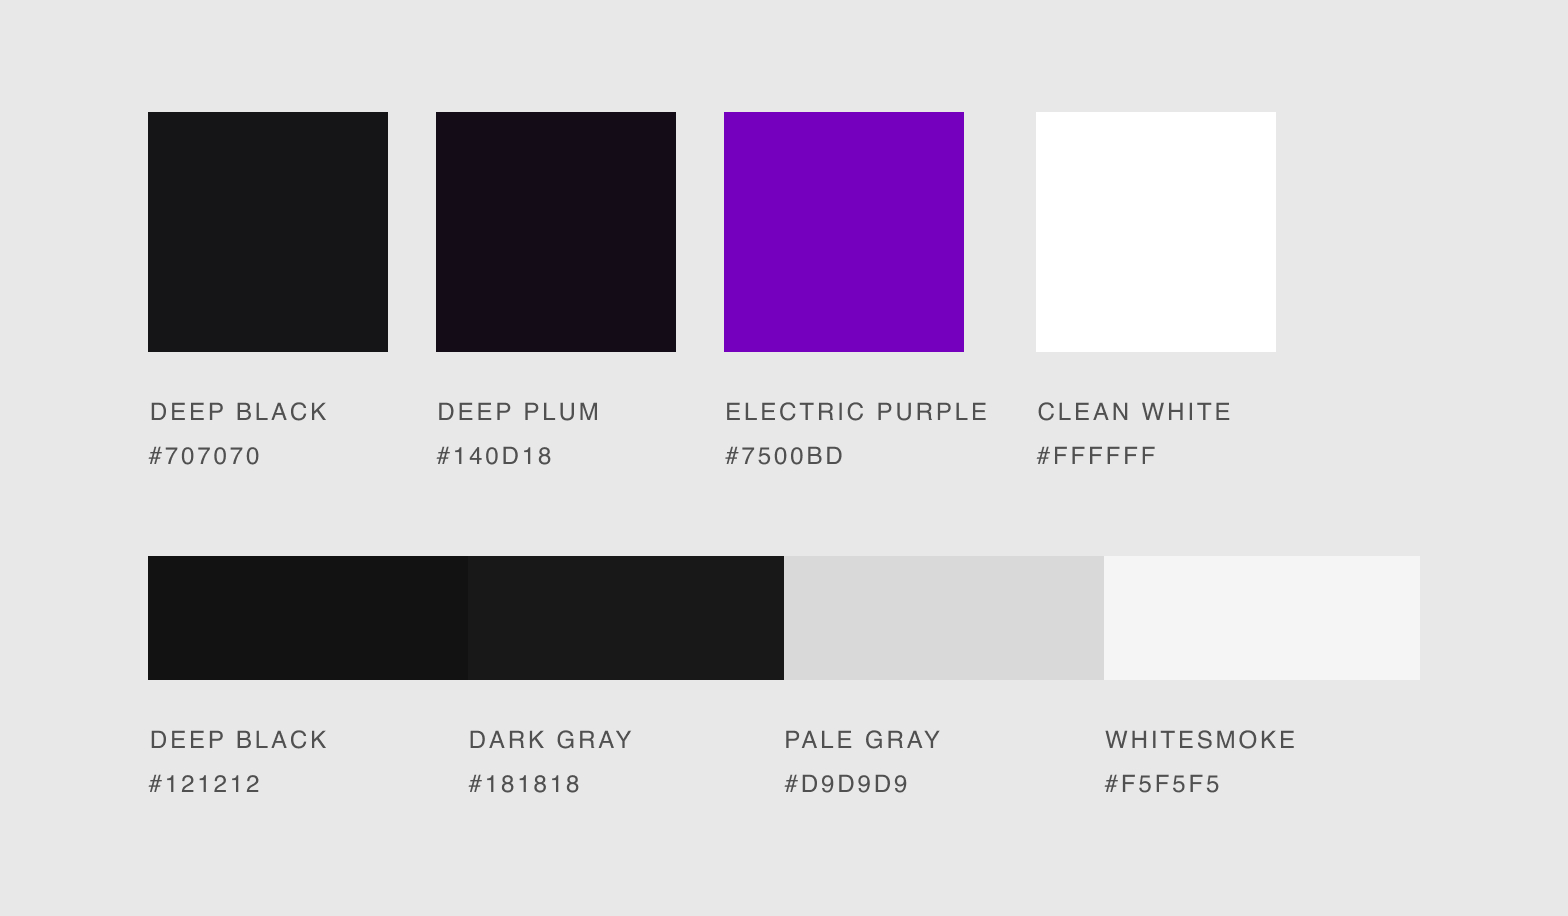 DEEP BLACK
#707070
DEEP PLUM
#140D18
ELECTRIC PURPLE
#7500BD
CLEAN WHITE
#FFFFFF
DEEP BLACK
#121212
DARK GRAY
#181818
PALE GRAY
#D9D9D9
WHITESMOKE
#F5F5F5